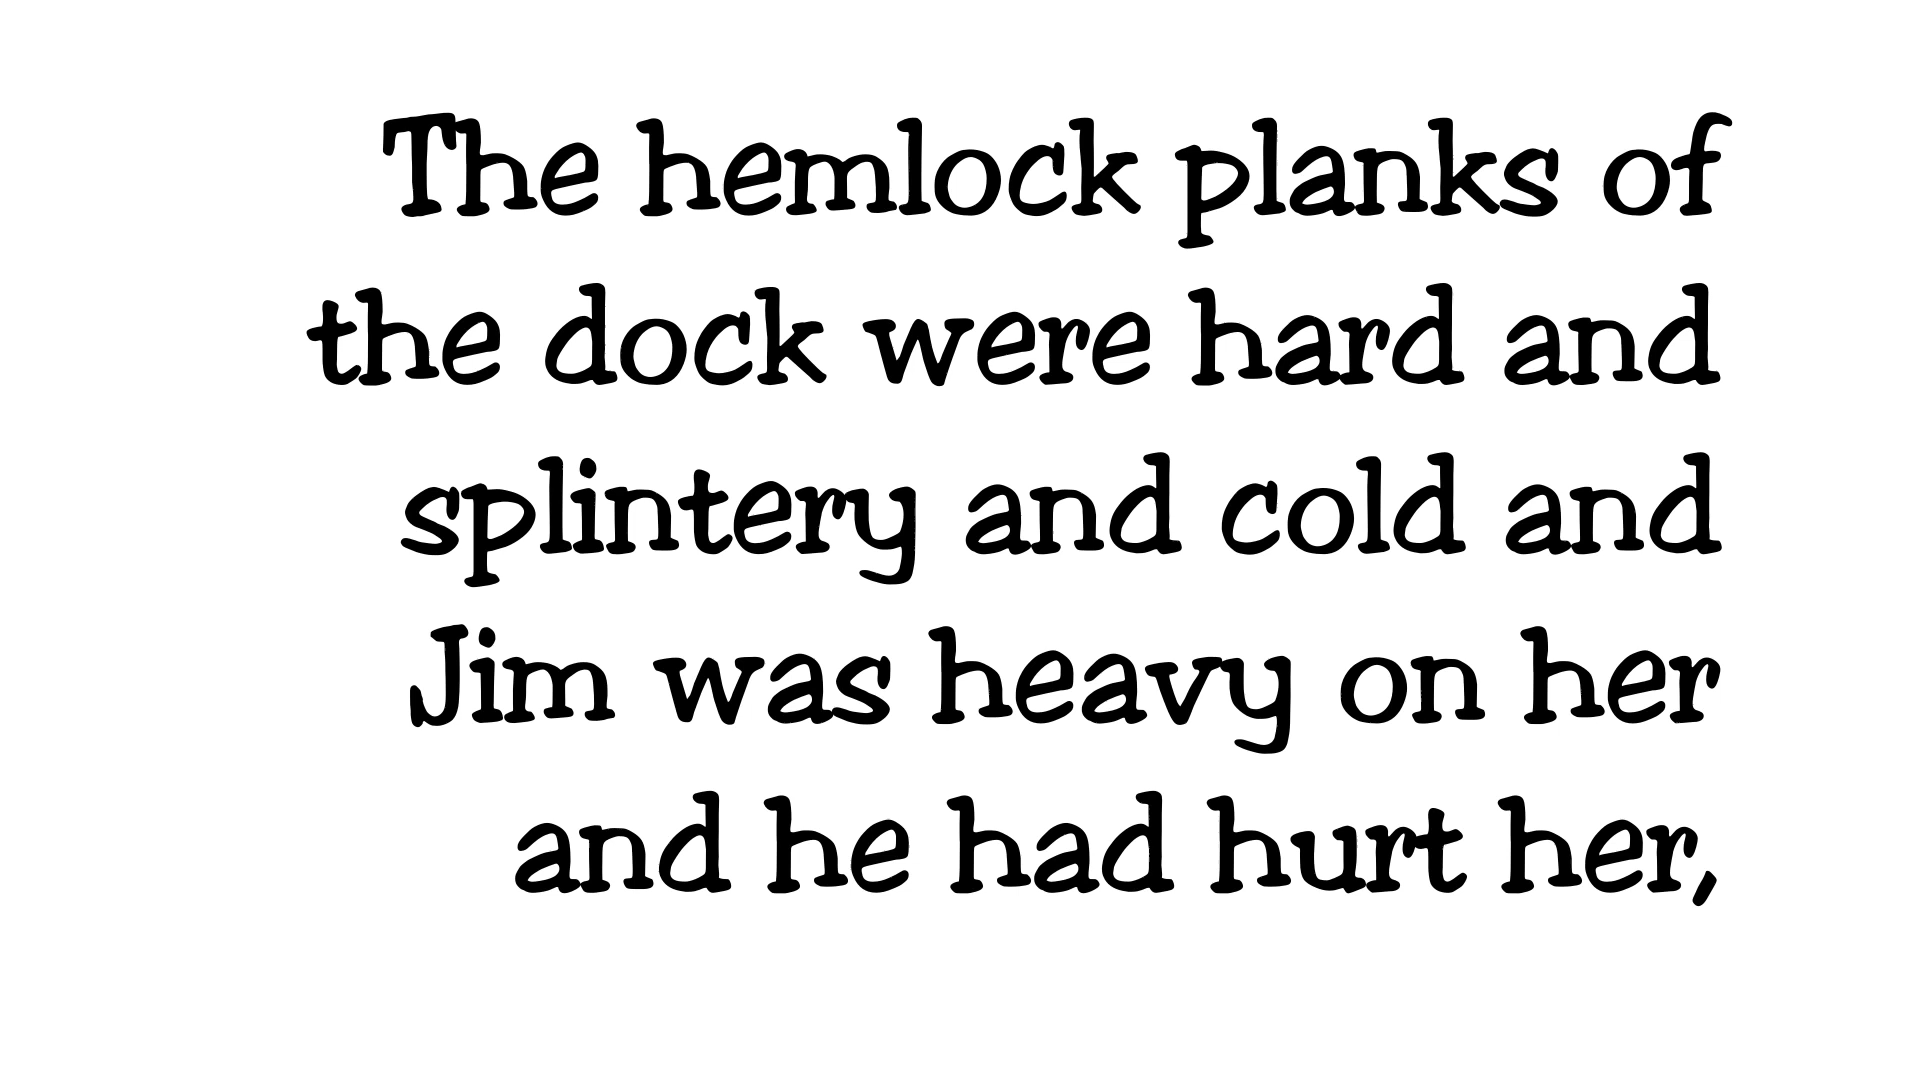 The hemlock planks of
the dock were hard and
splintery and cold and
Jim was heavy on her
and he had hurt her,